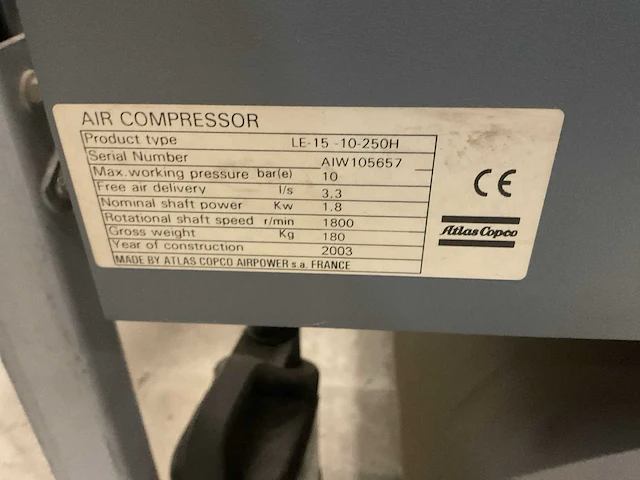 AIR COMPRESSOR
Product type LE-15 -10-250H
Serial Number AIW105657
Max.working pressure bar(e) 10
Free air delivery l/s 3.3
Nominal shaft power Kw 1.8
Rotational shaft speed r/min 1800
Gross weight Kg 180
Year of construction 2003
MADE BY ATLAS COPCO AIRPOWER s.a. FRANCE
CE
Atlas Copco